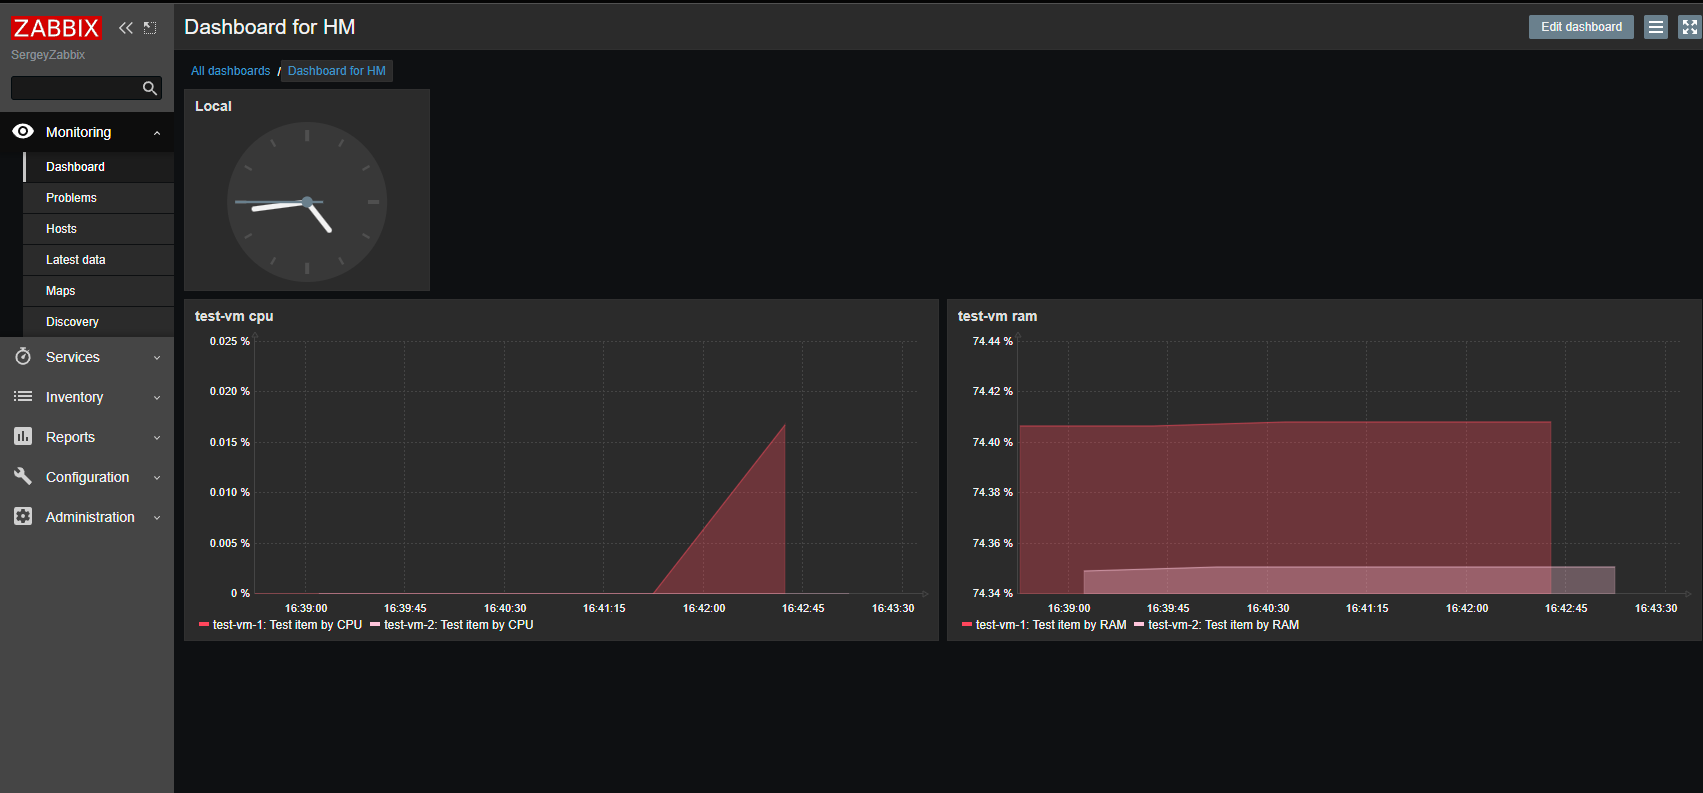 ZABBIX
SergeyZabbix
Monitoring
Dashboard
Problems
Hosts
Latest data
Maps
Discovery
Services
Inventory
Reports
Configuration
Administration
Dashboard for HM
Edit dashboard
All dashboards / Dashboard for HM
Local
test-vm cpu
0.025 %
0.020 %
0.015 %
0.010 %
0.005 %
0 %
16:39:00 16:39:45 16:40:30 16:41:15 16:42:00 16:42:45 16:43:30
test-vm-1: Test item by CPU test-vm-2: Test item by CPU
test-vm ram
74.44 %
74.42 %
74.40 %
74.38 %
74.36 %
74.34 %
16:39:00 16:39:45 16:40:30 16:41:15 16:42:00 16:42:45 16:43:30
test-vm-1: Test item by RAM test-vm-2: Test item by RAM